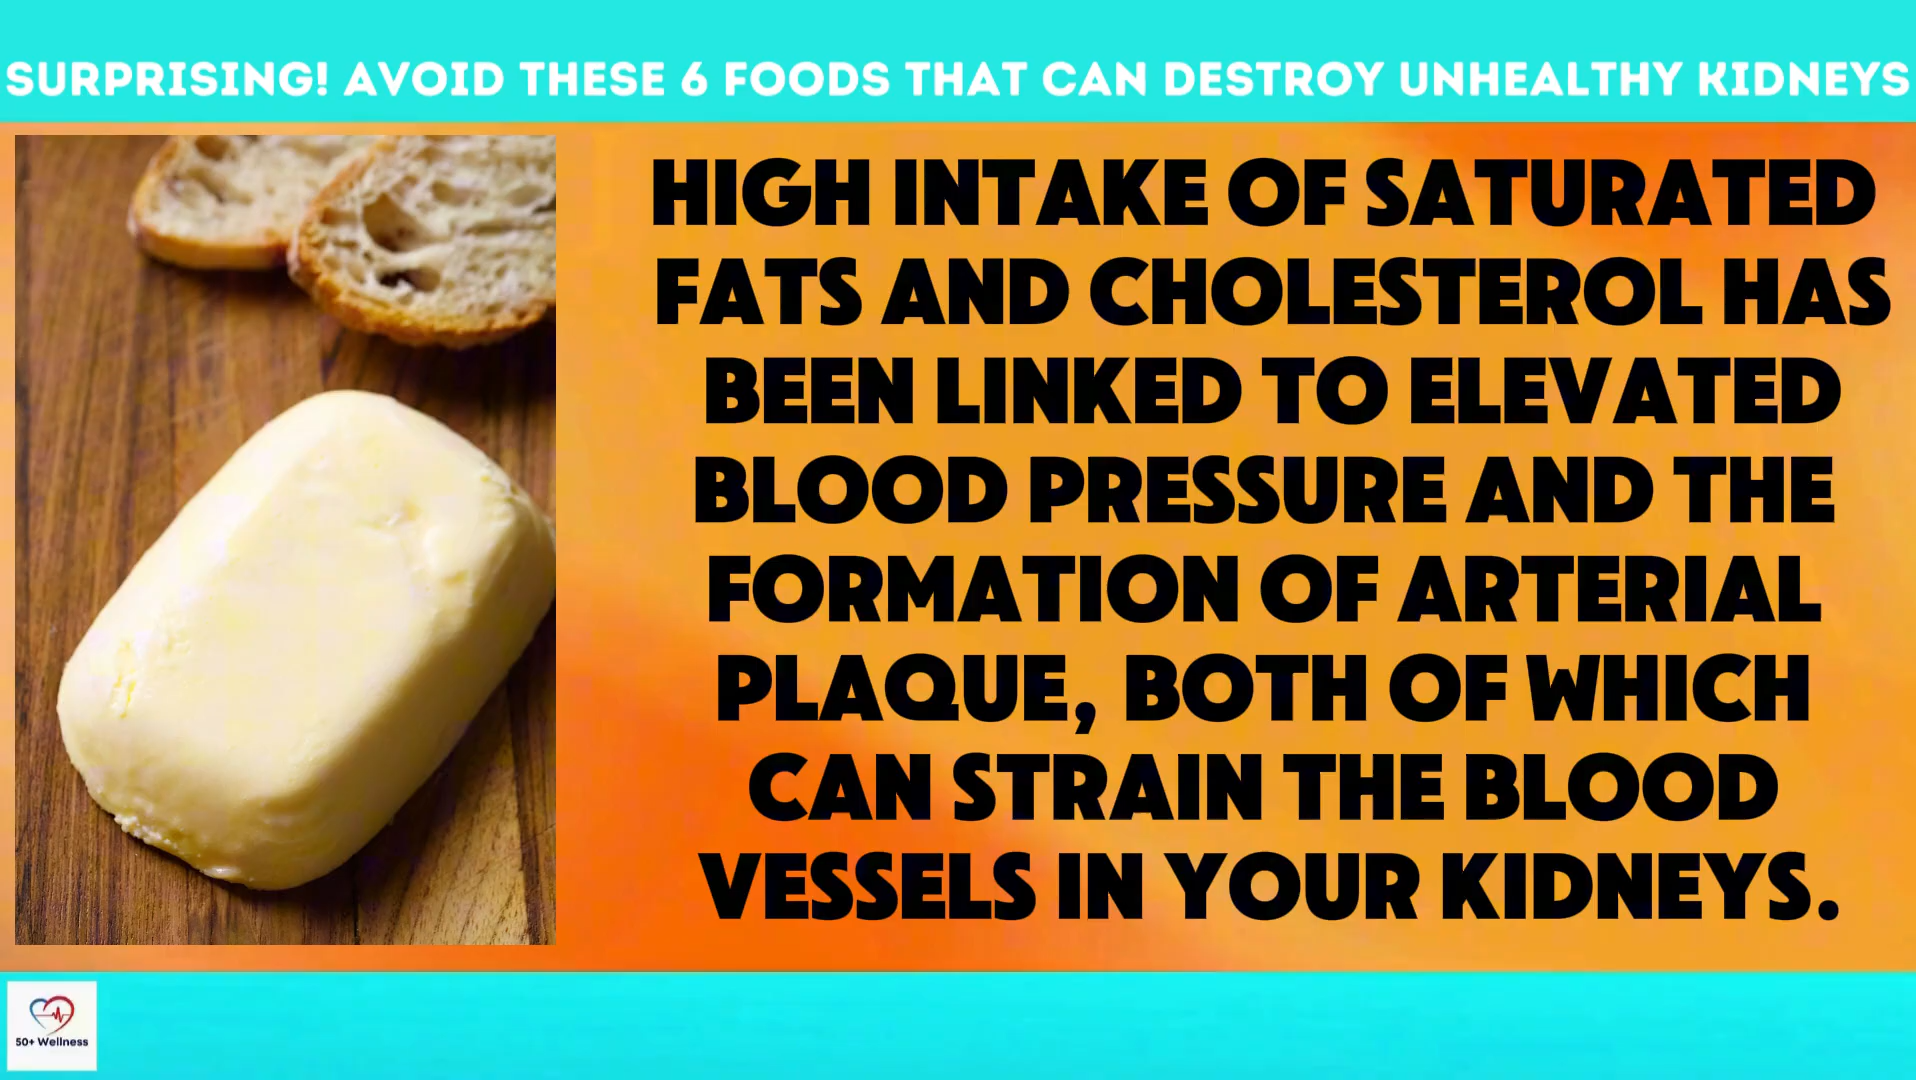 SURPRISING! AVOID THESE 6 FOODS THAT CAN DESTROY UNHEALTHY KIDNEYS
HIGH INTAKE OF SATURATED
FATS AND CHOLESTEROL HAS
BEEN LINKED TO ELEVATED
BLOOD PRESSURE AND THE
FORMATION OF ARTERIAL
PLAQUE, BOTH OF WHICH
CAN STRAIN THE BLOOD
VESSELS IN YOUR KIDNEYS.
50+ Wellness